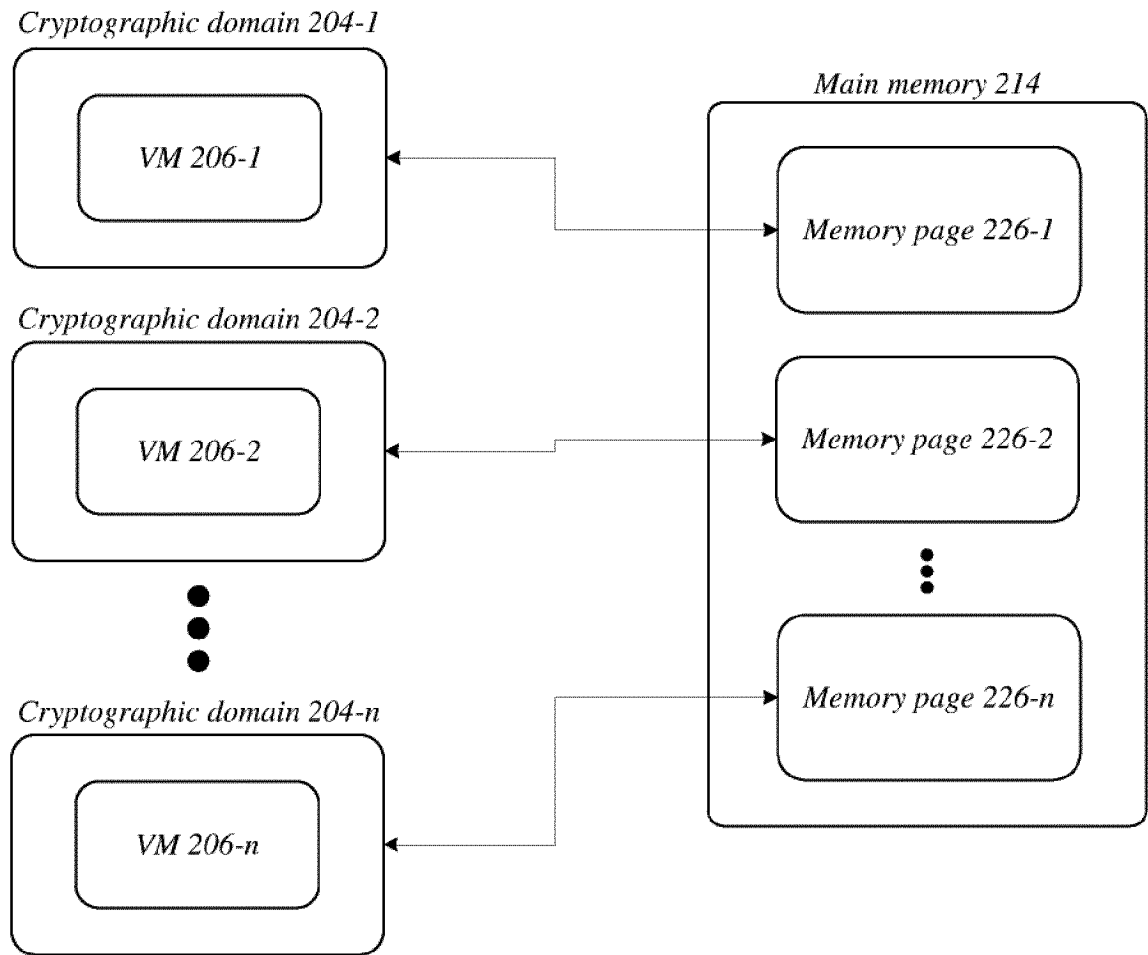 Cryptographic domain 204-1
VM 206-1
Cryptographic domain 204-2
VM 206-2
Cryptographic domain 204-n
VM 206-n
Main memory 214
Memory page 226-1
Memory page 226-2
Memory page 226-n